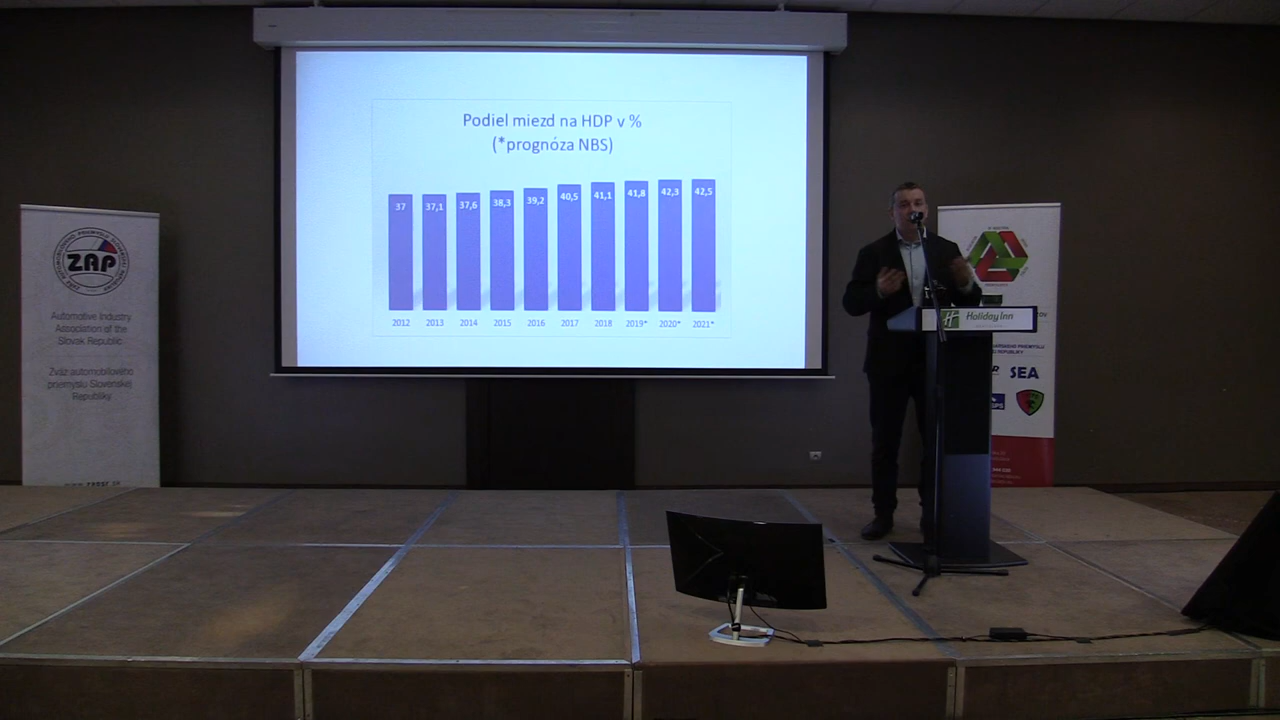 Podiel miezd na HDP v %
(*prognóza NBS)
37 37,1 37,6 38,3 39,2 40,5 41,1 41,8 42,3 42,5
2012 2013 2014 2015 2016 2017 2018 2019* 2020* 2021*
ZAP
Automotive Industry
Association of the
Slovak Republic
Zväz automobilového
priemyslu Slovenskej
Republiky
Holiday Inn
SEA